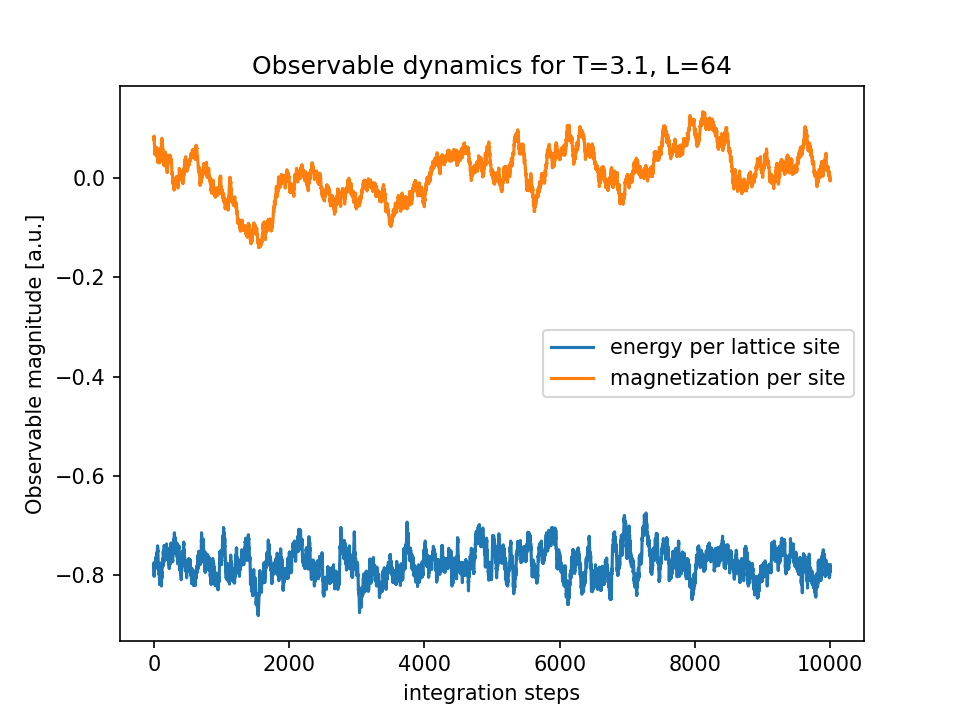 Observable dynamics for T=3.1, L=64
Observable magnitude [a.u.]
0.0
−0.2
−0.4
−0.6
−0.8
energy per lattice site
magnetization per site
0 2000 4000 6000 8000 10000
integration steps